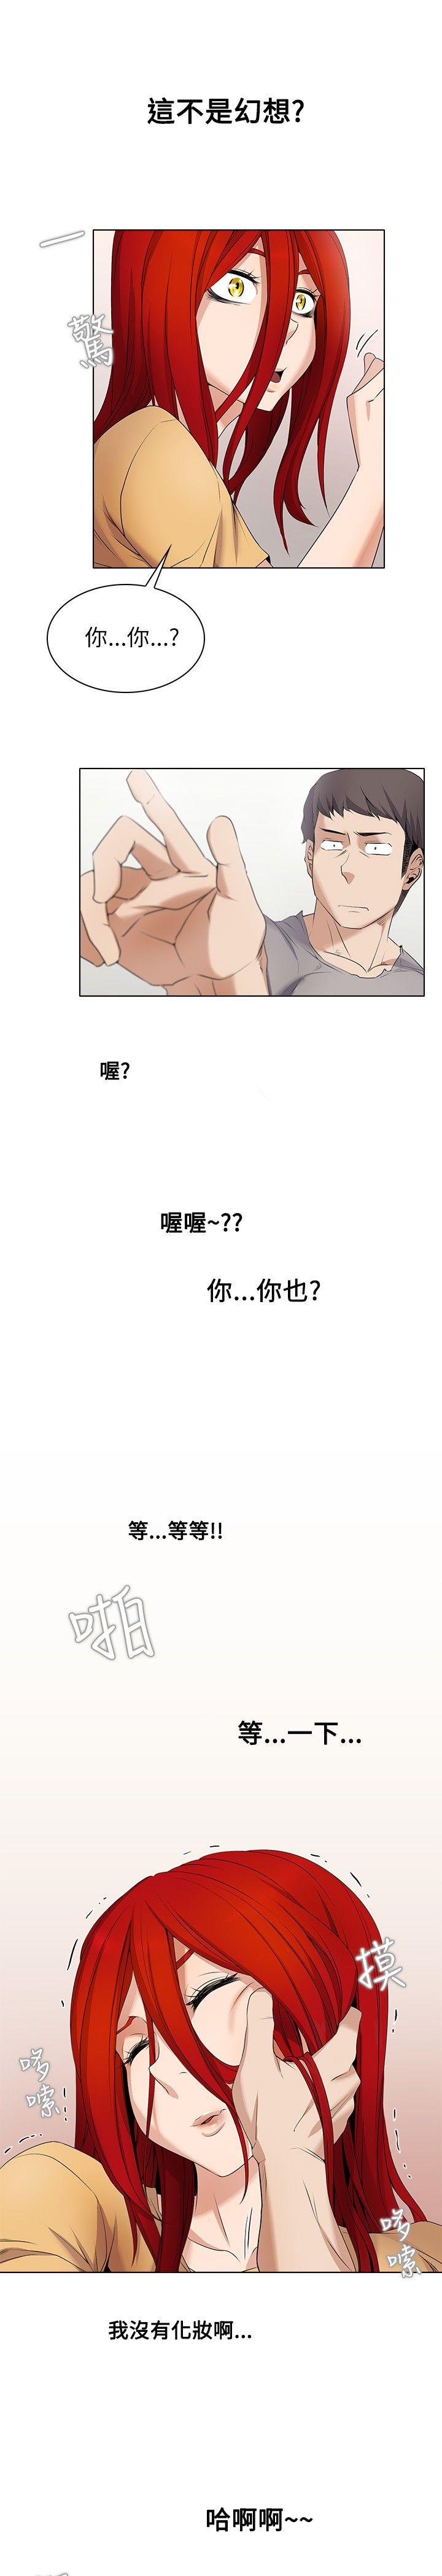 這不是幻想?
驚
你...你...?
喔?
喔喔~??
你...你也?
等...等等!!
啪
等...一下...
摸
哆
嗦
哆
嗦
我沒有化妝啊...
哈啊啊~~